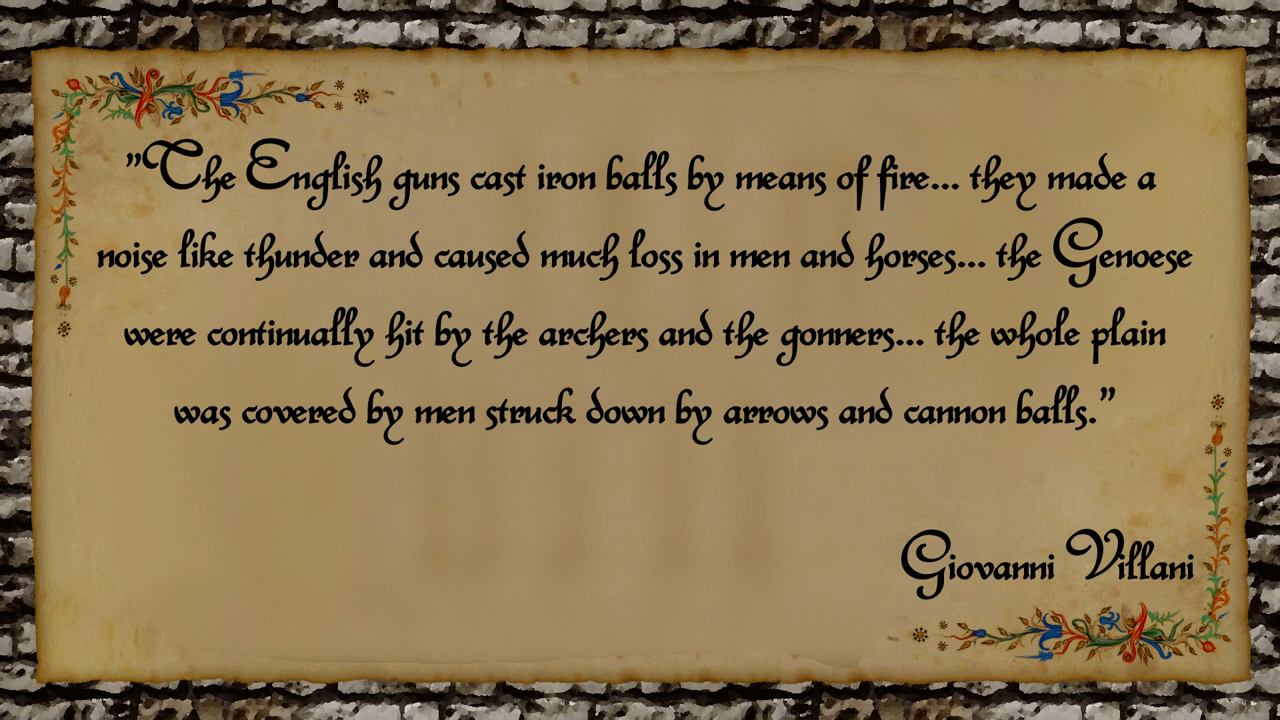 "The English guns cast iron balls by means of fire... they made a
noise like thunder and caused much loss in men and horses... the Genoese
were continually hit by the archers and the gonners... the whole plain
was covered by men struck down by arrows and cannon balls."
Giovanni Villani